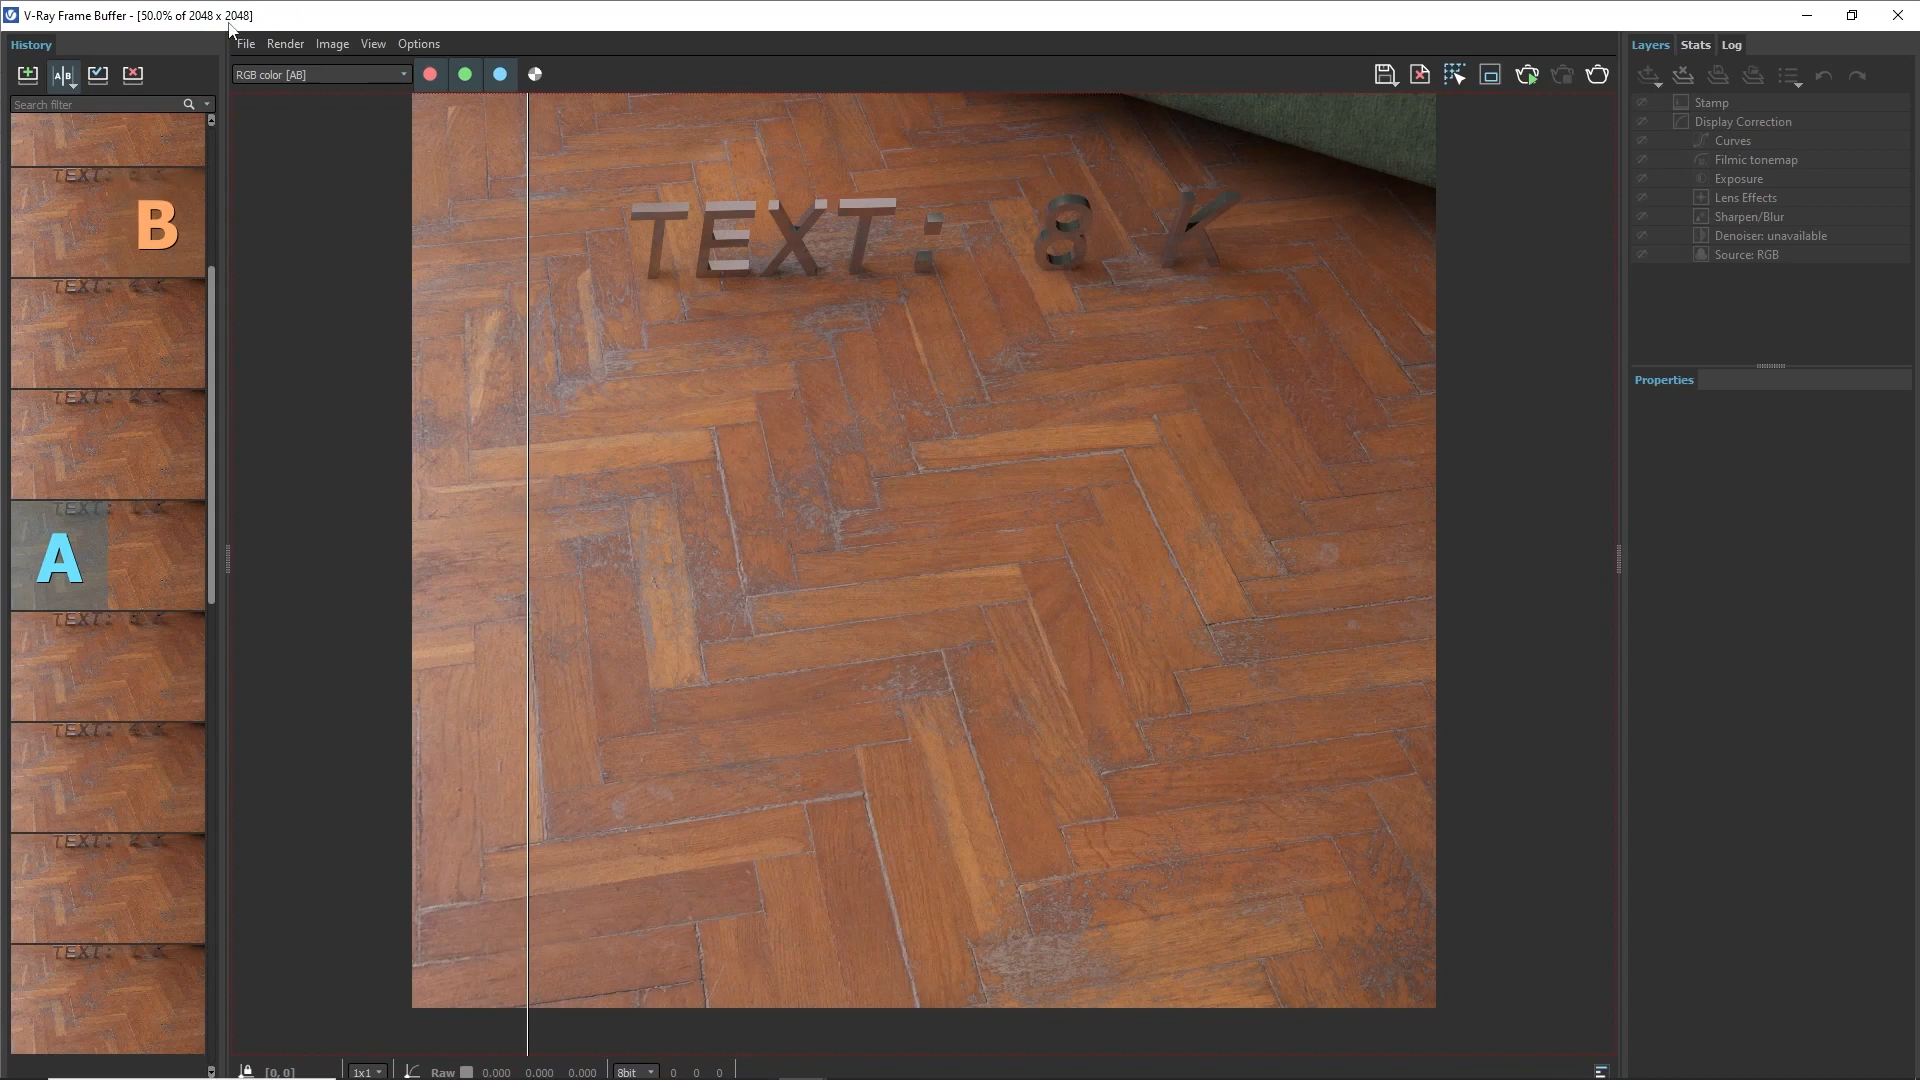 V-Ray Frame Buffer - [50.0% of 2048 x 2048]
History
File Render Image View Options
Layers Stats Log
RGB color [AB]
A B
Search filter
Stamp
Display Correction
Curves
Filmic tonemap
Exposure
Lens Effects
Sharpen/Blur
Denoiser: unavailable
Source: RGB
Properties
TEXT: 8 K
B
A
[0, 0] 1x1 Raw 0.000 0.000 0.000 8bit 0 0 0